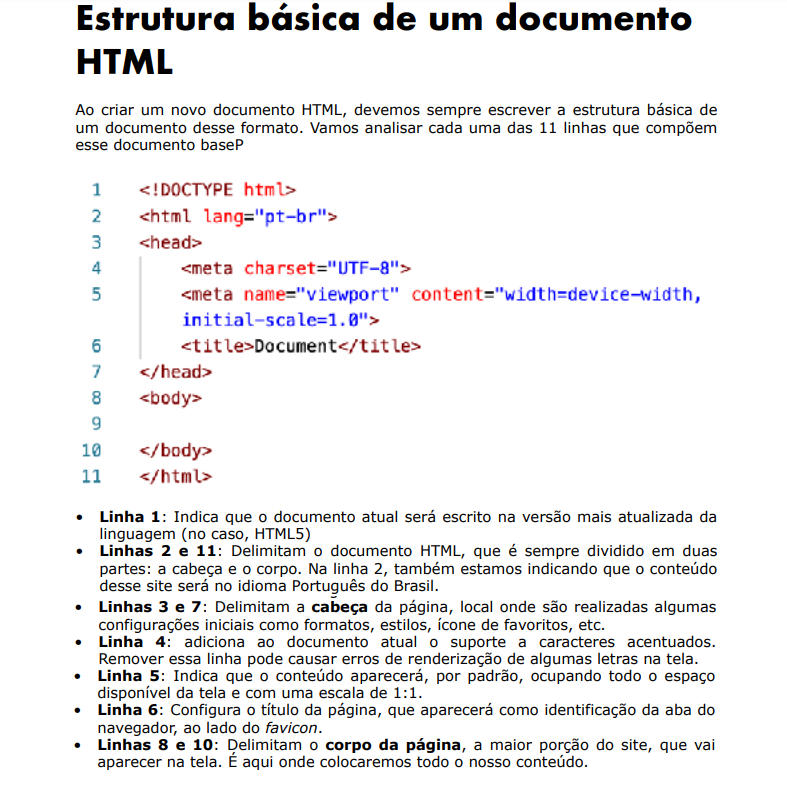 Estrutura básica de um documento
HTML
Ao criar um novo documento HTML, devemos sempre escrever a estrutura básica de
um documento desse formato. Vamos analisar cada uma das 11 linhas que compõem
esse documento baseP
1 <!DOCTYPE html>
2 <html lang="pt-br">
3 <head>
4 <meta charset="UTF-8">
5 <meta name="viewport" content="width=device-width,
initial-scale=1.0">
6 <title>Document</title>
7 </head>
8 <body>
9
10 </body>
11 </html>
• Linha 1: Indica que o documento atual será escrito na versão mais atualizada da
linguagem (no caso, HTML5)
• Linhas 2 e 11: Delimitam o documento HTML, que é sempre dividido em duas
partes: a cabeça e o corpo. Na linha 2, também estamos indicando que o conteúdo
desse site será no idioma Português do Brasil.
• Linhas 3 e 7: Delimitam a cabeça da página, local onde são realizadas algumas
configurações iniciais como formatos, estilos, ícone de favoritos, etc.
• Linha 4: adiciona ao documento atual o suporte a caracteres acentuados.
Remover essa linha pode causar erros de renderização de algumas letras na tela.
• Linha 5: Indica que o conteúdo aparecerá, por padrão, ocupando todo o espaço
disponível da tela e com uma escala de 1:1.
• Linha 6: Configura o título da página, que aparecerá como identificação da aba do
navegador, ao lado do favicon.
• Linhas 8 e 10: Delimitam o corpo da página, a maior porção do site, que vai
aparecer na tela. É aqui onde colocaremos todo o nosso conteúdo.